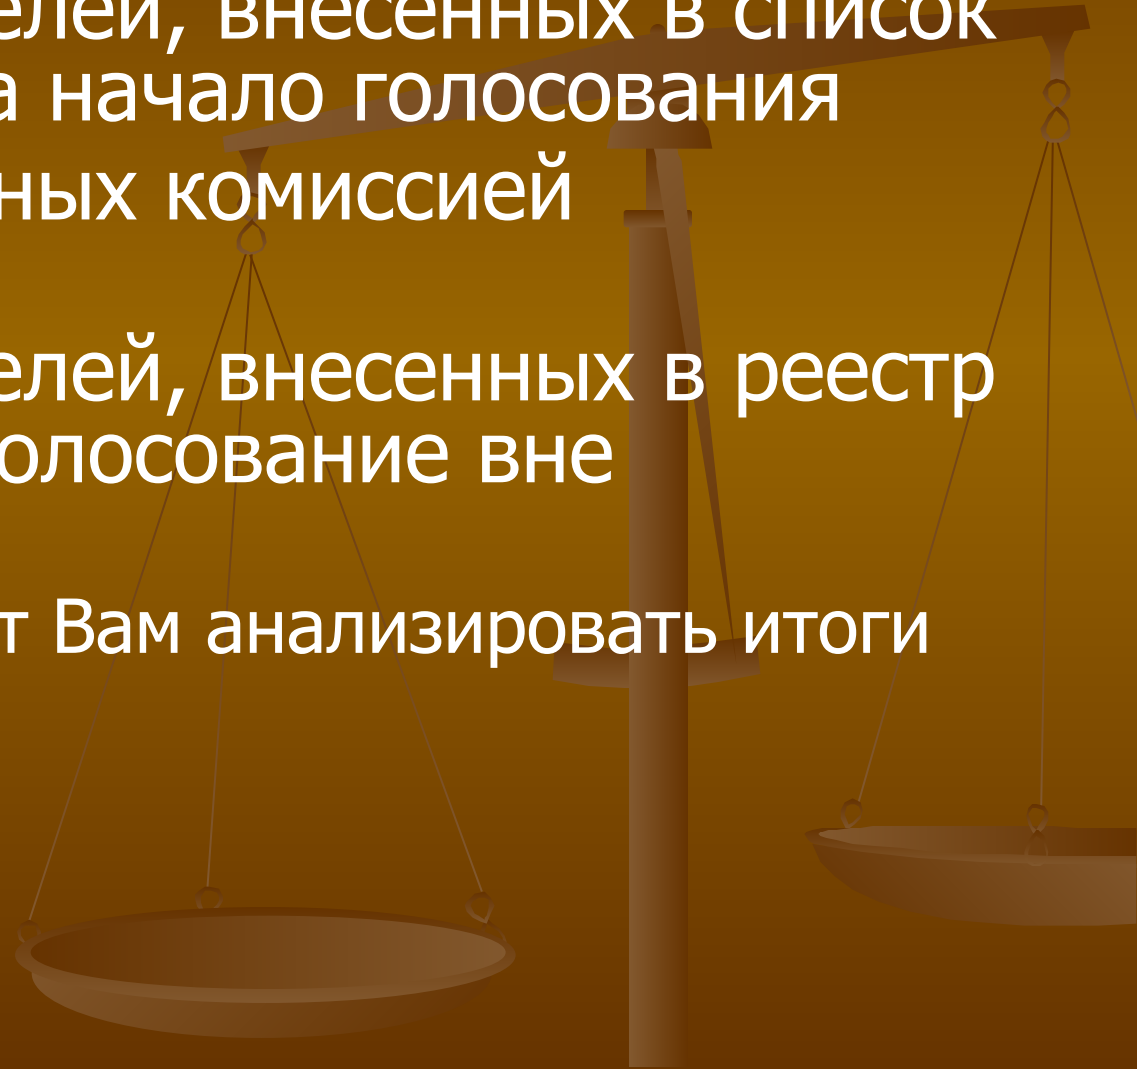 елей, внесенных в список
а начало голосования
ных комиссией
елей, внесенных в реестр
олосование вне
т Вам анализировать итоги